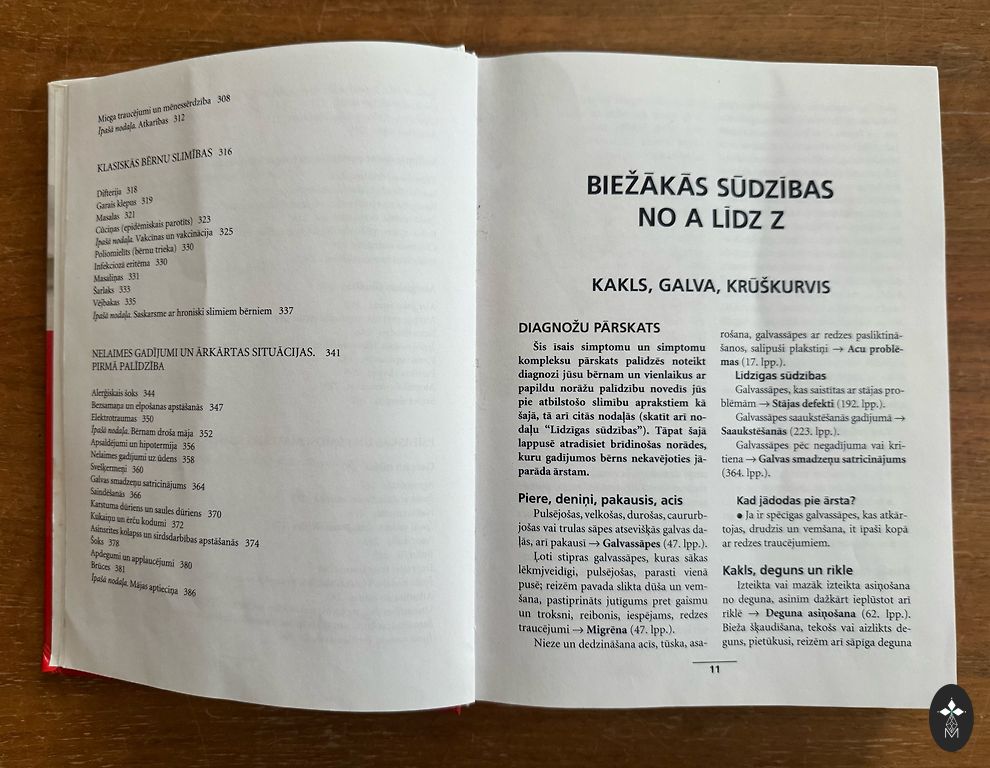 Miega traucējumi un mēnessērdzība 308
Īpašā nodaļa. Atkarības 312
KLASISKĀS BĒRNU SLIMĪBAS 316
Difterija 318
Garais klepus 319
Masalas 321
Cūciņas (epidēmiskais parotīts) 323
Īpašā nodaļa. Vakcīnas un vakcinācija 325
Poliomielīts (bērnu trieka) 330
Infekciozā eritēma 330
Masaliņas 331
Šarlaks 333
Vējbakas 335
Īpašā nodaļa. Saskarsme ar hroniski slimiem bērniem 337
NELAIMES GADĪJUMI UN ĀRKĀRTAS SITUĀCIJAS. 341
PIRMĀ PALĪDZĪBA
Alerģiskais šoks 344
Bezsamaņa un elpošanas apstāšanās 347
Elektrotraumas 350
Īpašā nodaļa. Bērnam droša māja 352
Apsaldējumi un hipotermija 356
Nelaimes gadījumi uz ūdens 358
Svešķermeņi 360
Galvas smadzeņu satricinājums 364
Saindēšanās 366
Karstuma dūriens un saules dūriens 370
Kukaiņu un ērču kodumi 372
Asinsrites kolapss un sirdsdarbības apstāšanās 374
Šoks 378
Apdegumi un applaucējumi 380
Brūces 381
Īpašā nodaļa. Mājas aptieciņa 386
BIEŽĀKĀS SŪDZĪBAS
NO A LĪDZ Z
KAKLS, GALVA, KRŪŠKURVIS
DIAGNOŽU PĀRSKATS
Šis īsais simptomu un simptomu
kompleksu pārskats palīdzēs noteikt
diagnozi jūsu bērnam un vienlaikus ar
papildu norāžu palīdzību novedīs jūs
pie atbilstošo slimību aprakstiem kā
šajā, tā arī citās nodaļās (skatīt arī no-
daļu “Līdzīgas sūdzības”). Tāpat šajā
lappusē atradīsiet brīdinošas norādes,
kuru gadījumos bērns nekavējoties jā-
parāda ārstam.
Piere, deniņi, pakausis, acis
Pulsējošas, velkošas, durošas, caururb-
jošas vai trulas sāpes atsevišķās galvas da-
ļās, arī pakausī → Galvassāpes (47. lpp.).
Ļoti stipras galvassāpes, kuras sākas
lēkmjveidīgi, pulsējošas, parasti vienā
pusē; reizēm pavada slikta dūša un vem-
šana, pastiprināts jutīgums pret gaismu
un troksni, reibonis, iespējams, redzes
traucējumi → Migrēna (47. lpp.).
Nieze un dedzināšana acīs, tūska, asa-
rošana, galvassāpes ar redzes pasliktinā-
šanos, salipuši plakstiņi → Acu problē-
mas (17. lpp.).
Līdzīgas sūdzības
Galvassāpes, kas saistītas ar stājas pro-
blēmām → Stājas defekti (192. lpp.).
Galvassāpes saaukstēšanās gadījumā →
Saaukstēšanās (223. lpp.).
Galvassāpes pēc negadījuma vai kri-
tiena → Galvas smadzeņu satricinājums
(364. lpp.).
Kad jādodas pie ārsta?
● Ja ir spēcīgas galvassāpes, kas atkār-
tojas, drudzis un vemšana, it īpaši kopā
ar redzes traucējumiem.
Kakls, deguns un rīkle
Izteikta vai mazāk izteikta asiņošana
no deguna, asinīm dažkārt ieplūstot arī
rīklē → Deguna asiņošana (62. lpp.).
Bieža šķaudīšana, tekošs vai aizlikts de-
guns, pietūkusi, reizēm arī sāpīga deguna
11
M